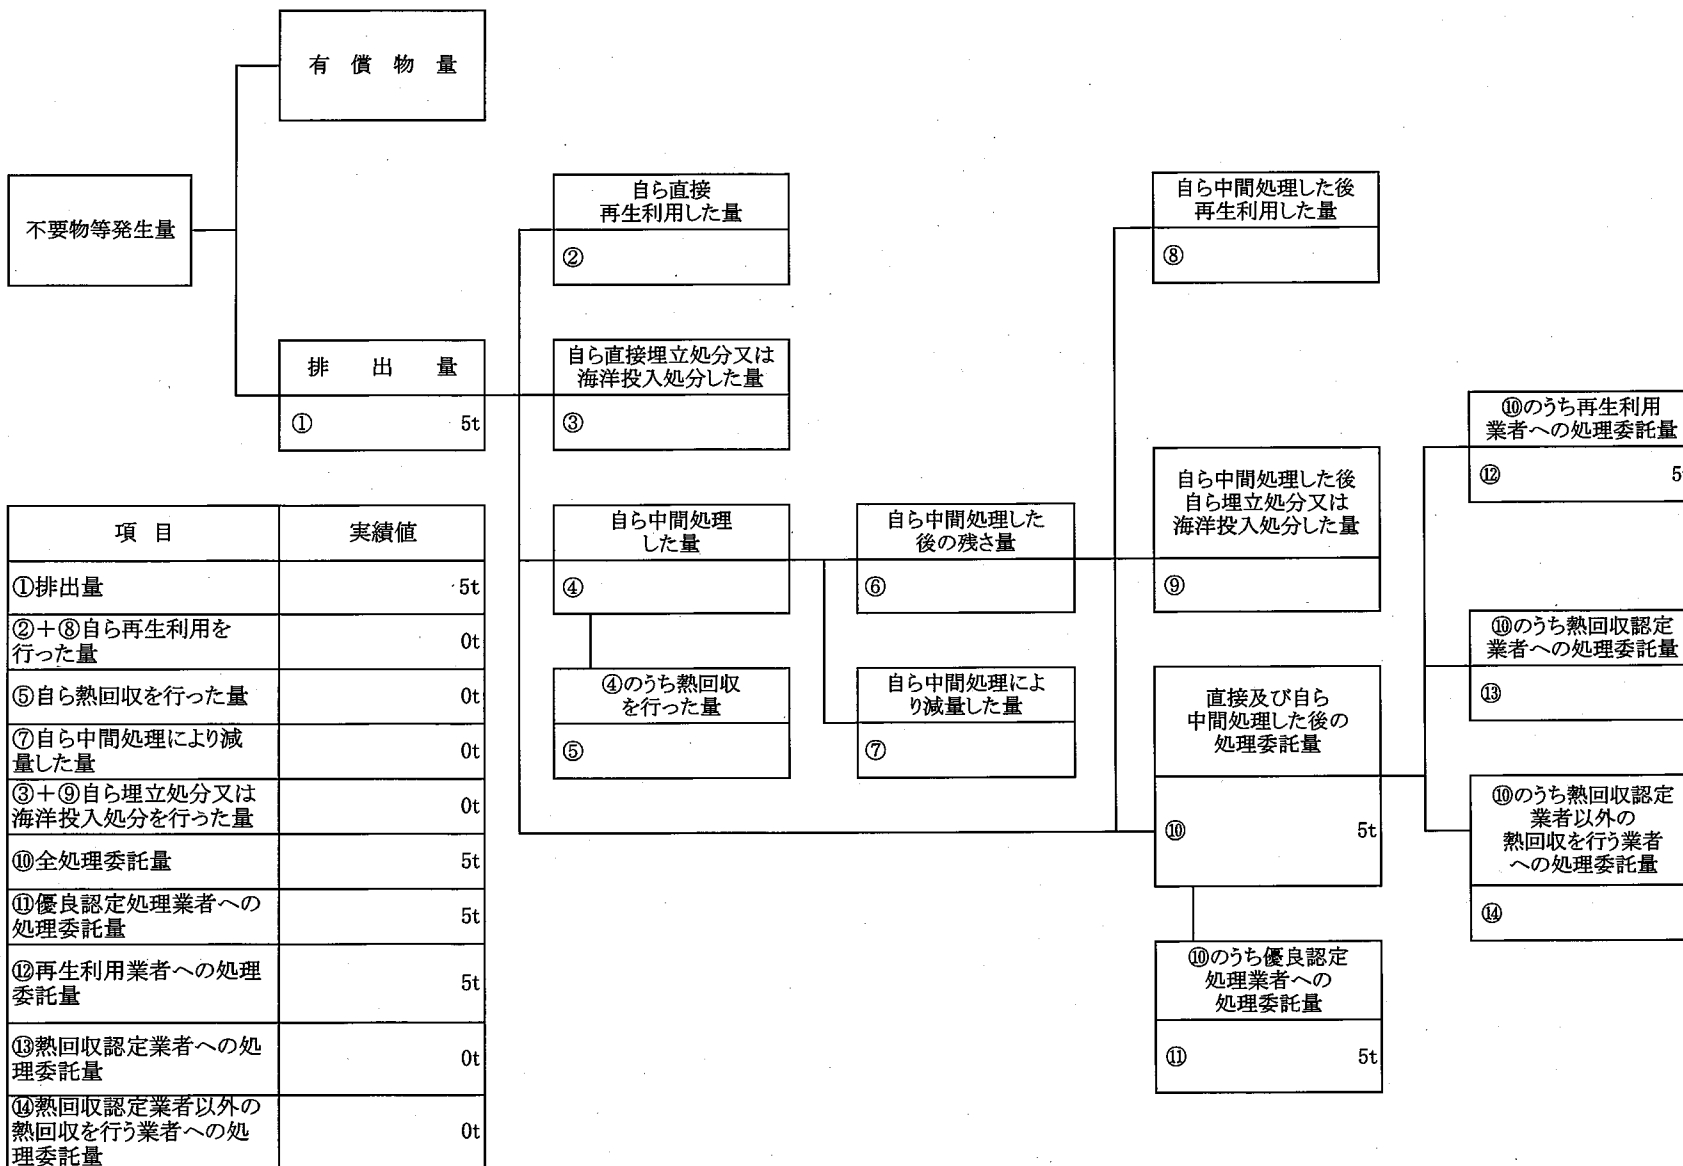 有 償 物 量
不要物等発生量
排 出 量
① 5t
自ら直接
再生利用した量
②
自ら直接埋立処分又は
海洋投入処分した量
③
自ら中間処理
した量
④
④のうち熱回収
を行った量
⑤
自ら中間処理した
後の残さ量
⑥
自ら中間処理によ
り減量した量
⑦
自ら中間処理した後
再生利用した量
⑧
自ら中間処理した後
自ら埋立処分又は
海洋投入処分した量
⑨
直接及び自ら
中間処理した後の
処理委託量
⑩ 5t
⑩のうち優良認定
処理業者への
処理委託量
⑪ 5t
⑩のうち再生利用
業者への処理委託量
⑫ 5t
⑩のうち熱回収認定
業者への処理委託量
⑬
⑩のうち熱回収認定
業者以外の
熱回収を行う業者
への処理委託量
⑭
項 目 実績値
①排出量 5t
②+⑧自ら再生利用を
行った量 0t
⑤自ら熱回収を行った量 0t
⑦自ら中間処理により減
量した量 0t
③+⑨自ら埋立処分又は
海洋投入処分を行った量 0t
⑩全処理委託量 5t
⑪優良認定処理業者への
処理委託量 5t
⑫再生利用業者への処理
委託量 5t
⑬熱回収認定業者への処
理委託量 0t
⑭熱回収認定業者以外の
熱回収を行う業者への処
理委託量 0t